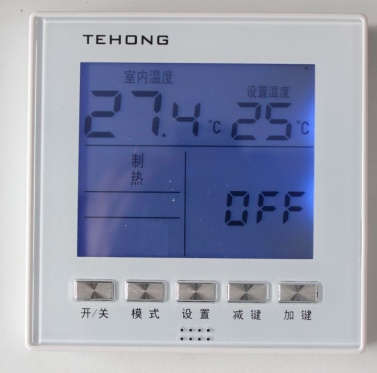 TEHONG
室内温度
设置温度
27.4℃
25℃
制
热
OFF
开/关 模式 设置 减键 加键